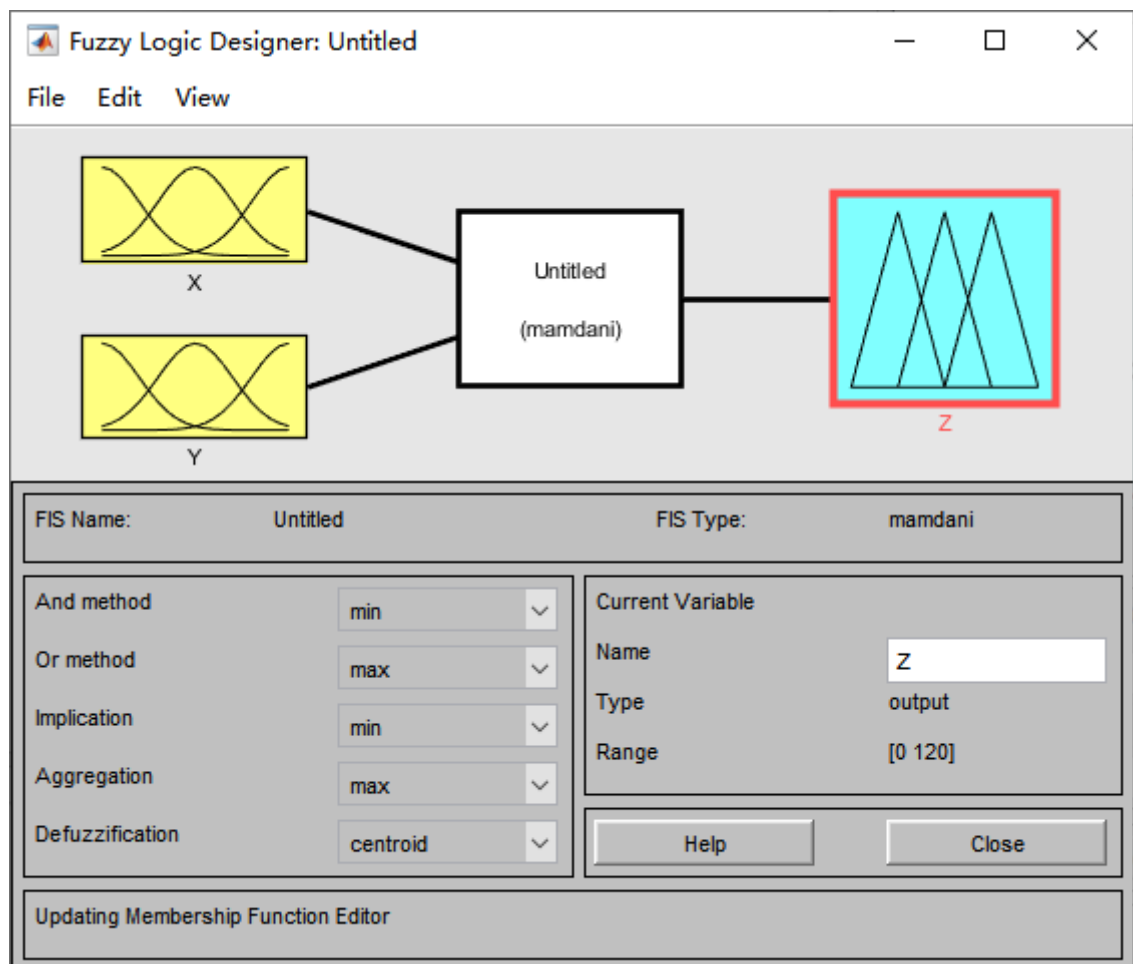 Fuzzy Logic Designer: Untitled
File Edit View
X
Y
Untitled
(mamdani)
Z
FIS Name: Untitled FIS Type: mamdani
And method min
Or method max
Implication min
Aggregation max
Defuzzification centroid
Current Variable
Name Z
Type output
Range [0 120]
Help Close
Updating Membership Function Editor